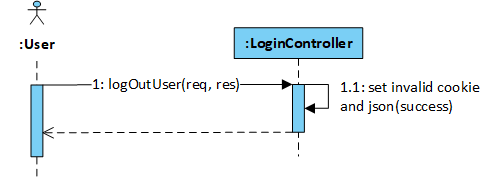 :User
:LoginController
1: logOutUser(req, res)
1.1: set invalid cookie
and json(success)